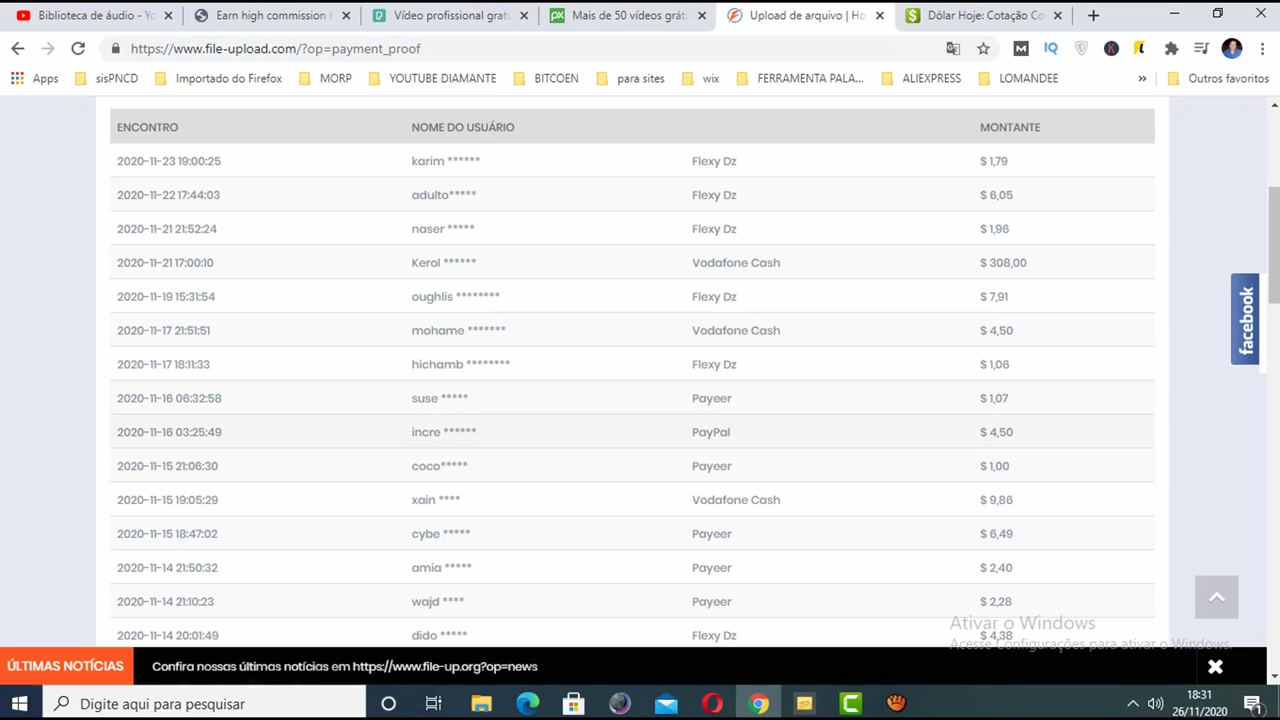 Biblioteca de áudio - Yo
Earn high commission f
Vídeo profissional gratu
Mais de 50 vídeos gráti
Upload de arquivo | Ho
Dólar Hoje: Cotação Co
https://www.file-upload.com/?op=payment_proof
Apps sisPNCD Importado do Firefox MORP YOUTUBE DIAMANTE BITCOEN para sites wix FERRAMENTA PALA... ALIEXPRESS LOMANDEE » Outros favoritos
ENCONTRO NOME DO USUÁRIO MONTANTE
2020-11-23 19:00:25 karim ****** Flexy Dz $ 1,79
2020-11-22 17:44:03 adulto***** Flexy Dz $ 6,05
2020-11-21 21:52:24 naser ***** Flexy Dz $ 1,96
2020-11-21 17:00:10 Kerol ****** Vodafone Cash $ 308,00
2020-11-19 15:31:54 oughlis ******** Flexy Dz $ 7,91
2020-11-17 21:51:51 mohame ******* Vodafone Cash $ 4,50
2020-11-17 18:11:33 hichamb ******** Flexy Dz $ 1,06
2020-11-16 06:32:58 suse ***** Payeer $ 1,07
2020-11-16 03:25:49 incre ****** PayPal $ 4,50
2020-11-15 21:06:30 coco***** Payeer $ 1,00
2020-11-15 19:05:29 xain **** Vodafone Cash $ 9,86
2020-11-15 18:47:02 cybe ***** Payeer $ 6,49
2020-11-14 21:50:32 amia ***** Payeer $ 2,40
2020-11-14 21:10:23 wajd **** Payeer $ 2,28
2020-11-14 20:01:49 dido ***** Flexy Dz $ 4,38
facebook
Ativar o Windows
Acesse Configurações para ativar o Windows.
ÚLTIMAS NOTÍCIAS Confira nossas últimas notícias em https://www.file-up.org?op=news
Digite aqui para pesquisar
18:31
26/11/2020